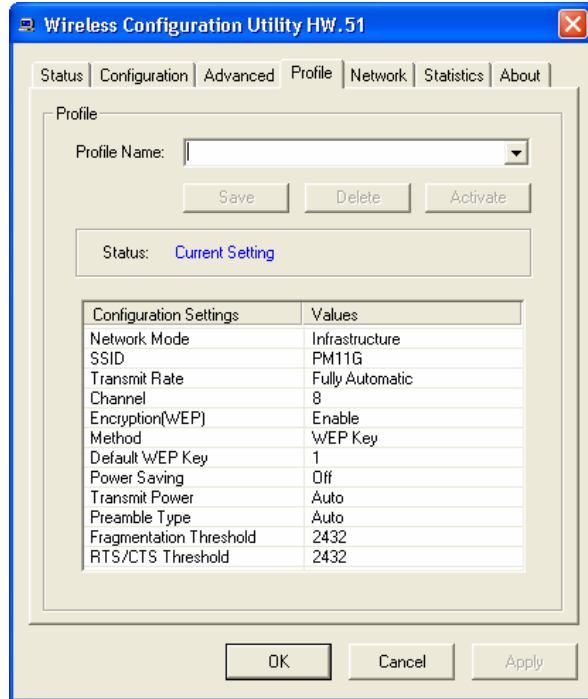 Wireless Configuration Utility HW.51
Status Configuration Advanced Profile Network Statistics About
Profile
Profile Name:
Save Delete Activate
Status: Current Setting
Configuration Settings Values
Network Mode Infrastructure
SSID PM11G
Transmit Rate Fully Automatic
Channel 8
Encryption(WEP) Enable
Method WEP Key
Default WEP Key 1
Power Saving Off
Transmit Power Auto
Preamble Type Auto
Fragmentation Threshold 2432
RTS/CTS Threshold 2432
OK Cancel Apply